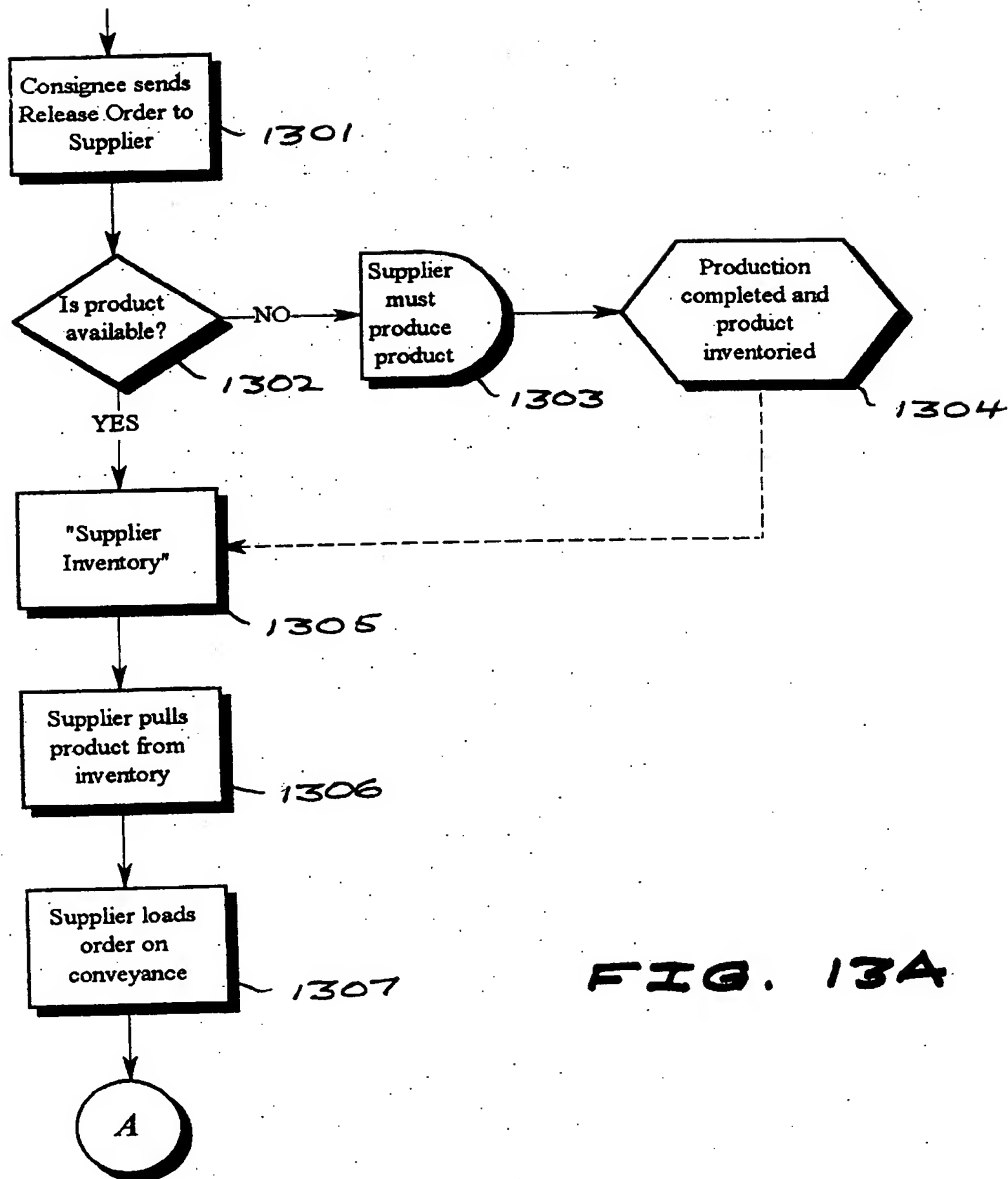 Consignee sends
Release Order to
Supplier
1301
Is product
available?
1302
NO
Supplier
must
produce
product
1303
Production
completed and
product
inventoried
1304
YES
"Supplier
Inventory"
1305
Supplier pulls
product from
inventory
1306
Supplier loads
order on
conveyance
1307
FIG. 13A
A